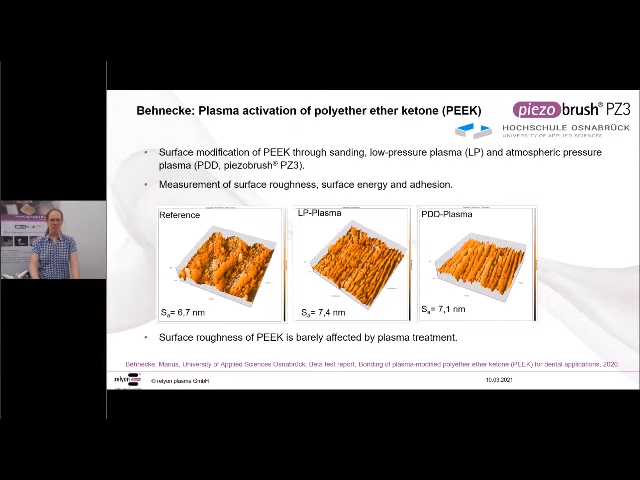 Behnecke: Plasma activation of polyether ether ketone (PEEK)
piezo brush® PZ3
HOCHSCHULE OSNABRÜCK
UNIVERSITY OF APPLIED SCIENCES
• Surface modification of PEEK through sanding, low-pressure plasma (LP) and atmospheric pressure
plasma (PDD, piezobrush® PZ3).
• Measurement of surface roughness, surface energy and adhesion.
Reference
LP-Plasma
PDD-Plasma
Sa= 6,7 nm
Sa= 7,4 nm
Sa= 7,1 nm
• Surface roughness of PEEK is barely affected by plasma treatment.
Behnecke, Marius, University of Applied Sciences Osnabrück, Beta test report, Bonding of plasma-modified polyether ether ketone (PEEK) for dental applications, 2020.
relyon
© relyon plasma GmbH
10.03.2021